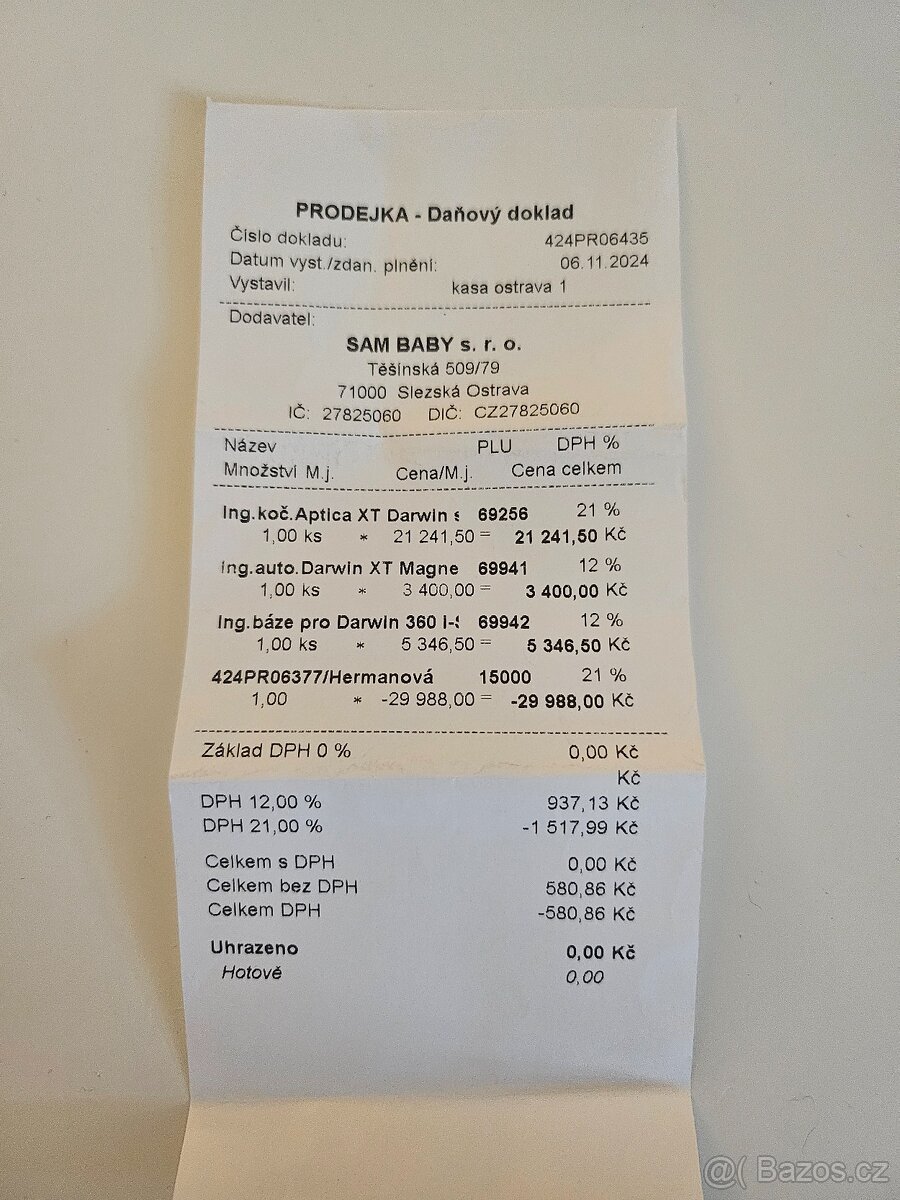 PRODEJKA - Daňový doklad
Číslo dokladu: 424PR06435
Datum vyst./zdan. plnění: 06.11.2024
Vystavil: kasa ostrava 1
Dodavatel:
SAM BABY s. r. o.
Těšínská 509/79
71000 Slezská Ostrava
IČ: 27825060 DIČ: CZ27825060
Název PLU DPH %
Množství M.j. Cena/M.j. Cena celkem
Ing.koč.Aptica XT Darwin s 69256 21 %
1,00 ks * 21 241,50 = 21 241,50 Kč
Ing.auto.Darwin XT Magne 69941 12 %
1,00 ks * 3 400,00 = 3 400,00 Kč
Ing.báze pro Darwin 360 i-S 69942 12 %
1,00 ks * 5 346,50 = 5 346,50 Kč
424PR06377/Hermanová 15000 21 %
1,00 * -29 988,00 = -29 988,00 Kč
Základ DPH 0 % 0,00 Kč
Kč
DPH 12,00 % 937,13 Kč
DPH 21,00 % -1 517,99 Kč
Celkem s DPH 0,00 Kč
Celkem bez DPH 580,86 Kč
Celkem DPH -580,86 Kč
Uhrazeno 0,00 Kč
Hotově 0,00
@( Bazos.cz